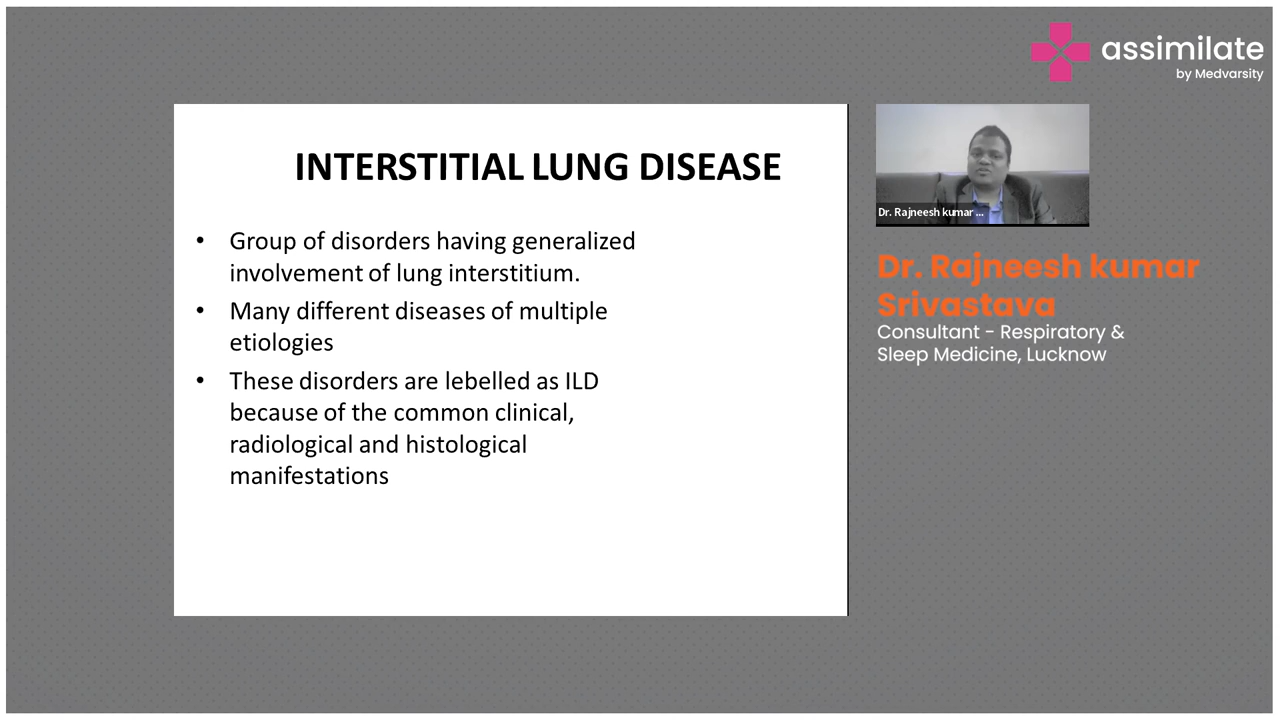 assimilate
by Medvarsity
INTERSTITIAL LUNG DISEASE
• Group of disorders having generalized
involvement of lung interstitium.
• Many different diseases of multiple
etiologies
• These disorders are labelled as ILD
because of the common clinical,
radiological and histological
manifestations
Dr. Rajneesh kumar ...
Dr. Rajneesh kumar
Srivastava
Consultant - Respiratory &
Sleep Medicine, Lucknow